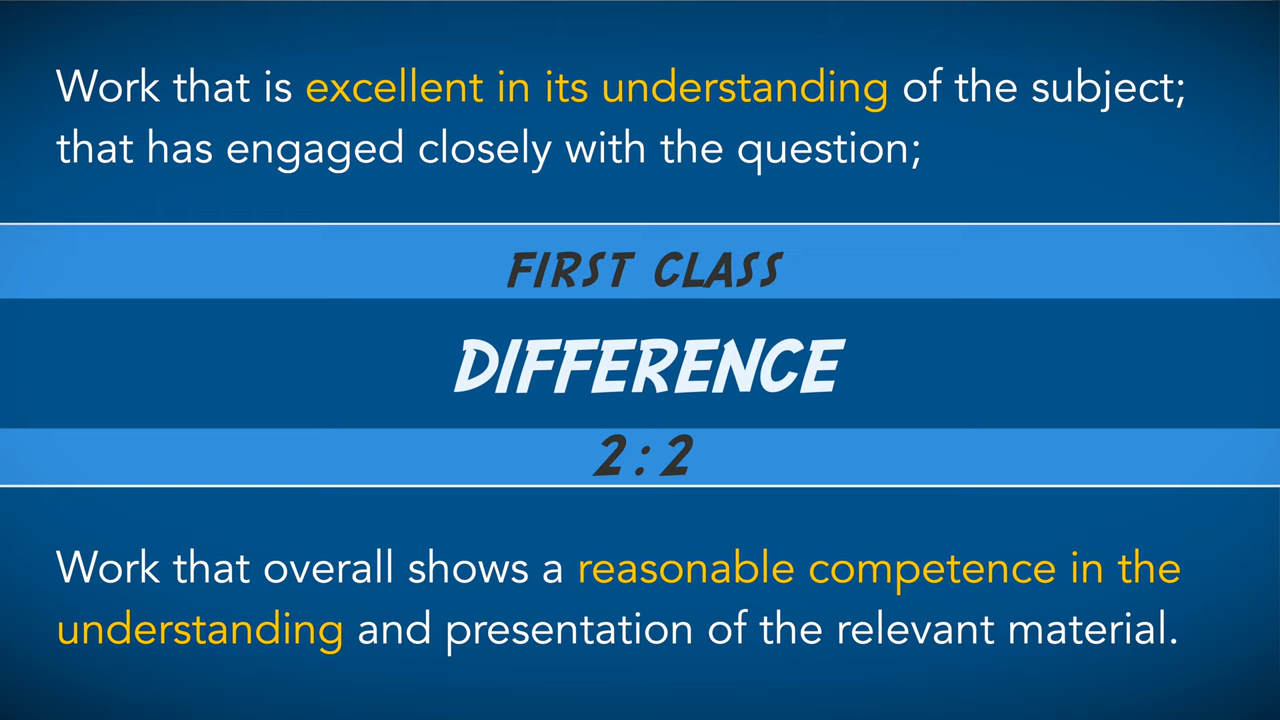 Work that is excellent in its understanding of the subject;
that has engaged closely with the question;
FIRST CLASS
DIFFERENCE
2:2
Work that overall shows a reasonable competence in the
understanding and presentation of the relevant material.